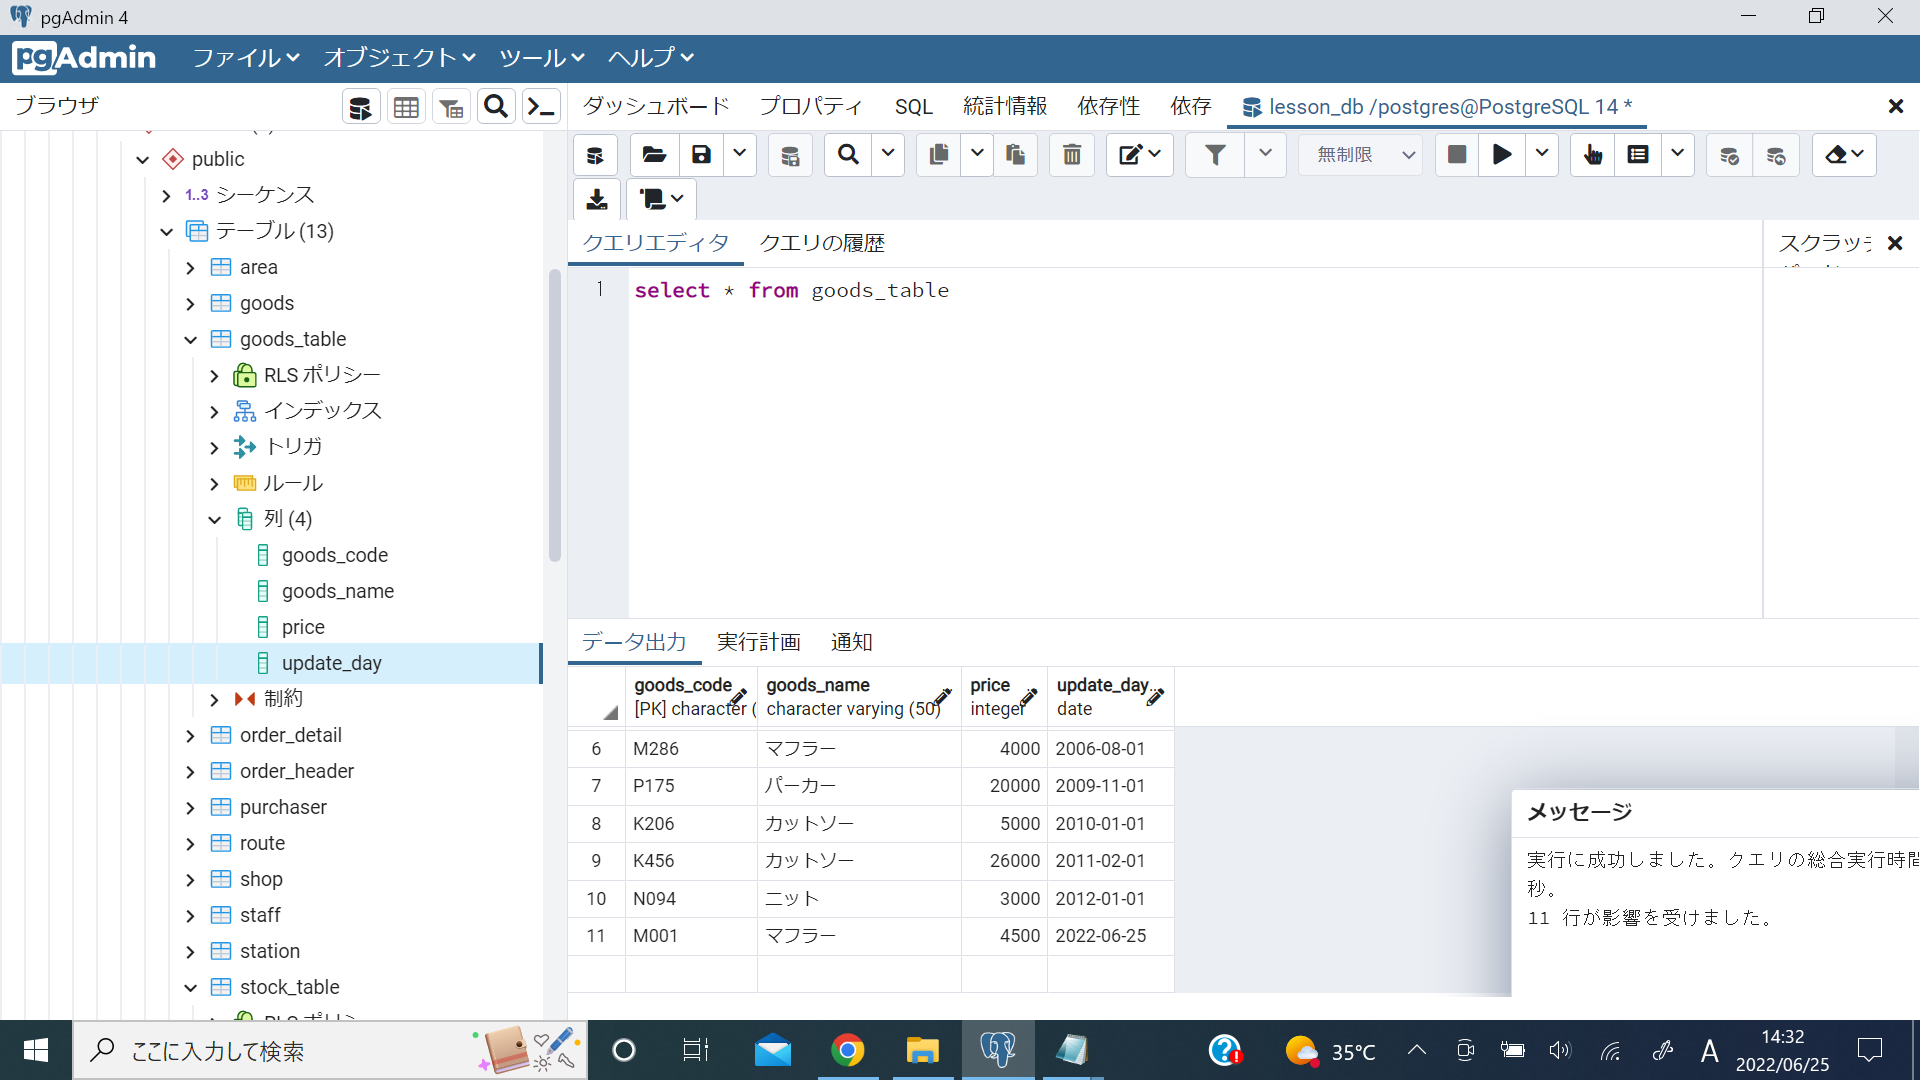 pgAdmin 4
pgAdmin ファイル オブジェクト ツール ヘルプ
ブラウザ
ダッシュボード プロパティ SQL 統計情報 依存性 依存 lesson_db /postgres@PostgreSQL 14 *
public
1..3 シーケンス
テーブル (13)
area
goods
goods_table
RLS ポリシー
インデックス
トリガ
ルール
列 (4)
goods_code
goods_name
price
update_day
制約
order_detail
order_header
purchaser
route
shop
staff
station
stock_table
無制限
クエリエディタ クエリの履歴
スクラッチ
1 select * from goods_table
データ出力 実行計画 通知
goods_code goods_name price update_day
[PK] character ( character varying (50) integer date
6 M286 マフラー 4000 2006-08-01
7 P175 パーカー 20000 2009-11-01
8 K206 カットソー 5000 2010-01-01
9 K456 カットソー 26000 2011-02-01
10 N094 ニット 3000 2012-01-01
11 M001 マフラー 4500 2022-06-25
メッセージ
実行に成功しました。クエリの総合実行時間
秒。
11 行が影響を受けました。
ここに入力して検索
35°C
A
14:32
2022/06/25